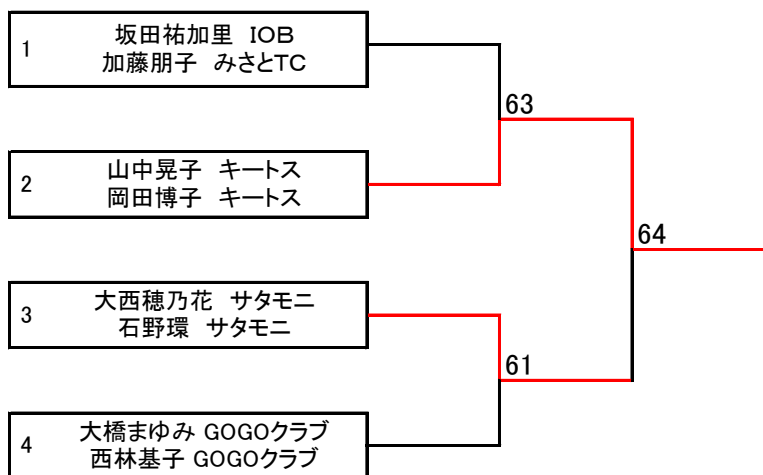 1
坂田祐加里 IOB
加藤朋子 みさとTC
63
2
山中晃子 キートス
岡田博子 キートス
64
3
大西穂乃花 サタモニ
石野環 サタモニ
61
4
大橋まゆみ GOGOクラブ
西林基子 GOGOクラブ